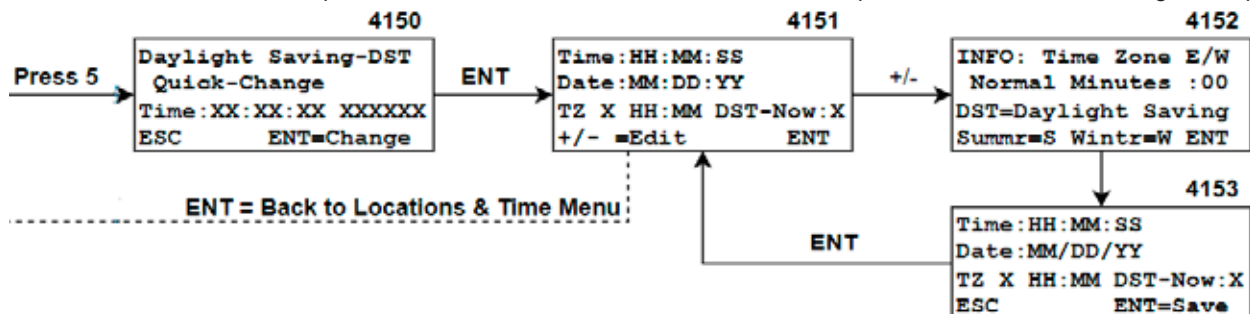 4150
4151
4152
Press 5
Daylight Saving-DST
Quick-Change
Time:XX:XX:XX XXXXXX
ESC ENT=Change
ENT
Time:HH:MM:SS
Date:MM:DD:YY
TZ X HH:MM DST-Now:X
+/- =Edit ENT
+/-
INFO: Time Zone E/W
Normal Minutes :00
DST=Daylight Saving
Summr=S Wintr=W ENT
ENT = Back to Locations & Time Menu
ENT
4153
Time:HH:MM:SS
Date:MM/DD/YY
TZ X HH:MM DST-Now:X
ESC ENT=Save